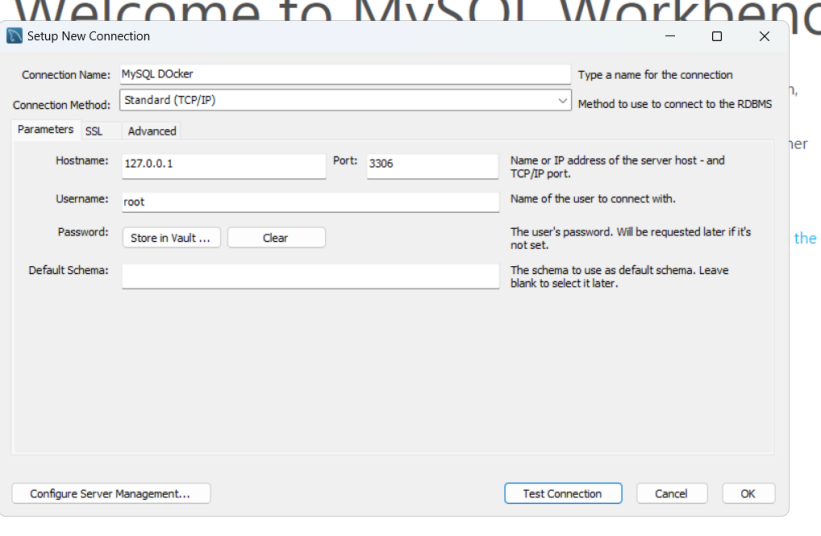 Welcome to MySQL Workbenc
Setup New Connection
Connection Name: MySQL DOcker Type a name for the connection
Connection Method: Standard (TCP/IP) Method to use to connect to the RDBMS
Parameters SSL Advanced
Hostname: 127.0.0.1 Port: 3306 Name or IP address of the server host - and
TCP/IP port.
Username: root Name of the user to connect with.
Password: Store in Vault ... Clear The user's password. Will be requested later if it's
not set.
Default Schema: The schema to use as default schema. Leave
blank to select it later.
the
Configure Server Management... Test Connection Cancel OK